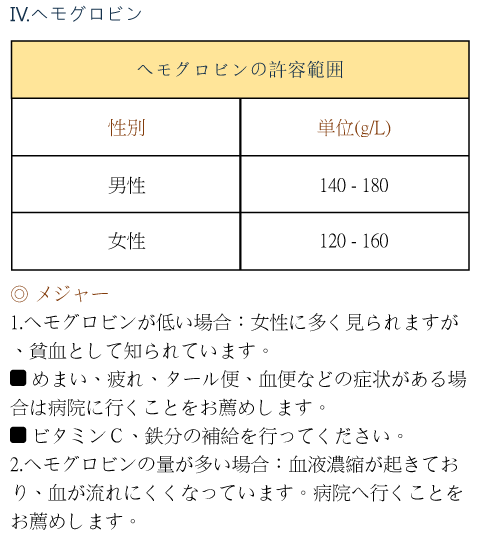 IV.ヘモグロビン
ヘモグロビンの許容範囲
性別 単位(g/L)
男性 140 - 180
女性 120 - 160
◎ メジャー
1.ヘモグロビンが低い場合：女性に多く見られますが
、貧血として知られています。
■ めまい、疲れ、タール便、血便などの症状がある場
合は病院に行くことをお薦めします。
■ ビタミンC、鉄分の補給を行ってください。
2.ヘモグロビンの量が多い場合：血液濃縮が起きてお
り、血が流れにくくなっています。病院へ行くことを
お薦めします。